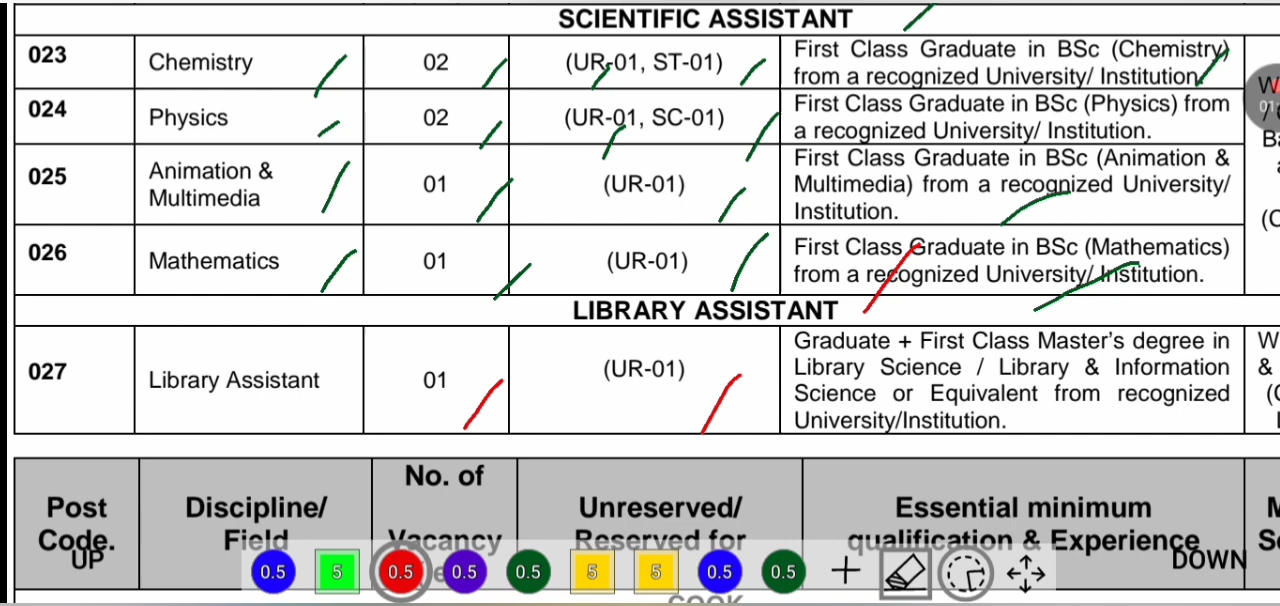 SCIENTIFIC ASSISTANT
023
Chemistry
02
(UR-01, ST-01)
First Class Graduate in BSc (Chemistry)
from a recognized University/ Institution.
024
Physics
02
(UR-01, SC-01)
First Class Graduate in BSc (Physics) from
a recognized University/ Institution.
025
Animation &
Multimedia
01
(UR-01)
First Class Graduate in BSc (Animation &
Multimedia) from a recognized University/
Institution.
026
Mathematics
01
(UR-01)
First Class Graduate in BSc (Mathematics)
from a recognized University/ Institution.
LIBRARY ASSISTANT
027
Library Assistant
01
(UR-01)
Graduate + First Class Master's degree in
Library Science / Library & Information
Science or Equivalent from recognized
University/Institution.
&
Post
Code.
Discipline/
Field
No. of
Vacancy
Unreserved/
Reserved for
Essential minimum
qualification & Experience
UP
0.5
5
0.5
0.5
0.5
5
5
0.5
0.5
DOWN
COOK